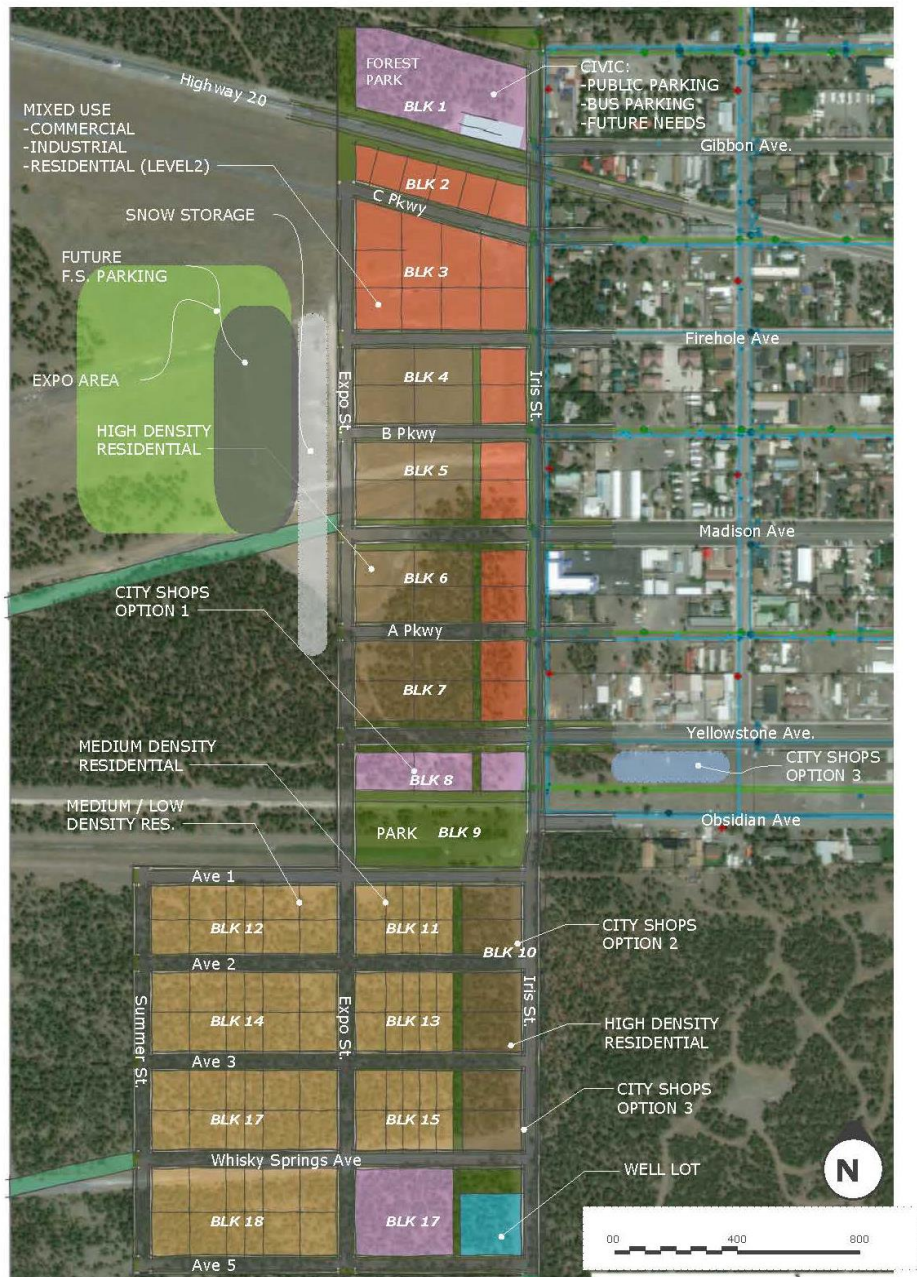 FOREST
PARK
BLK 1
CIVIC:
-PUBLIC PARKING
-BUS PARKING
-FUTURE NEEDS
Highway 20
MIXED USE
-COMMERCIAL
-INDUSTRIAL
-RESIDENTIAL (LEVEL2)
Gibbon Ave.
BLK 2
C Pkwy
SNOW STORAGE
FUTURE
F.S. PARKING
BLK 3
Firehole Ave
EXPO AREA
Expo St.
BLK 4
Iris St.
HIGH DENSITY
RESIDENTIAL
B Pkwy
BLK 5
Madison Ave
BLK 6
CITY SHOPS
OPTION 1
A Pkwy
BLK 7
Yellowstone Ave.
MEDIUM DENSITY
RESIDENTIAL
BLK 8
CITY SHOPS
OPTION 3
MEDIUM / LOW
DENSITY RES.
PARK
BLK 9
Obsidian Ave
Ave 1
BLK 12
BLK 11
BLK 10
CITY SHOPS
OPTION 2
Ave 2
Summer St.
BLK 14
Expo St.
BLK 13
Iris St.
HIGH DENSITY
RESIDENTIAL
Ave 3
BLK 17
BLK 15
CITY SHOPS
OPTION 3
Whisky Springs Ave
WELL LOT
N
BLK 18
BLK 17
00 400 800
Ave 5